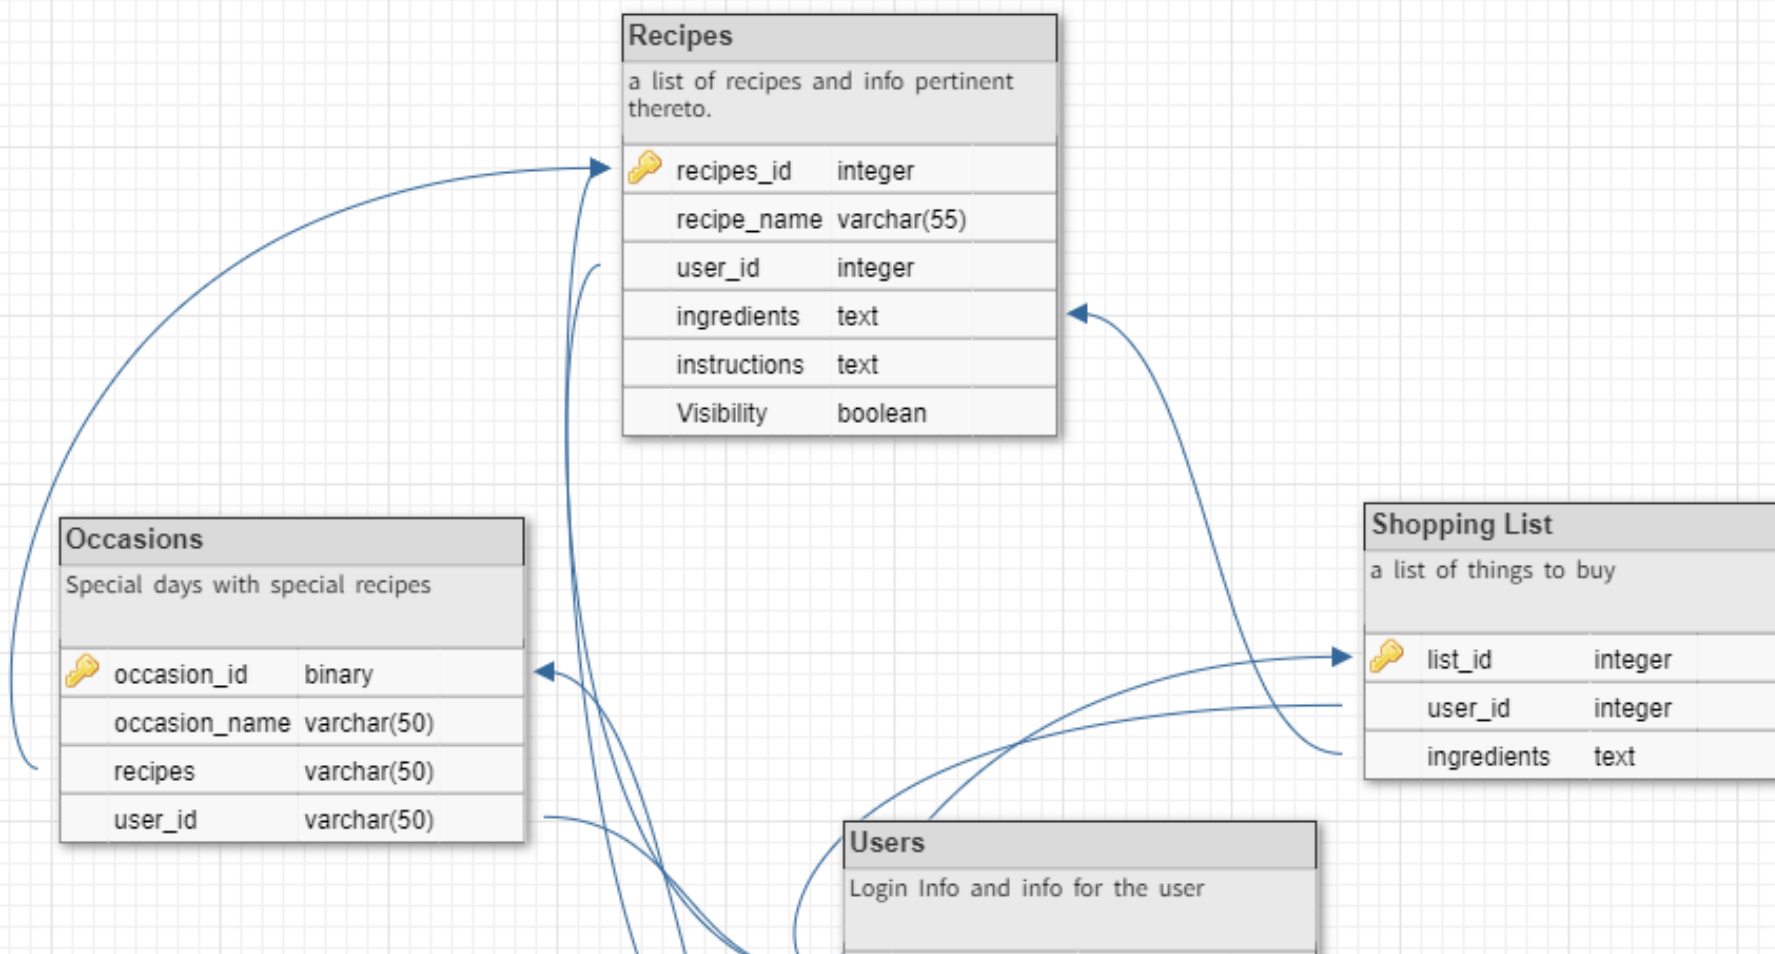 Recipes
a list of recipes and info pertinent
thereto.
recipes_id integer
recipe_name varchar(55)
user_id integer
ingredients text
instructions text
Visibility boolean
Occasions
Special days with special recipes
occasion_id binary
occasion_name varchar(50)
recipes varchar(50)
user_id varchar(50)
Shopping List
a list of things to buy
list_id integer
user_id integer
ingredients text
Users
Login Info and info for the user